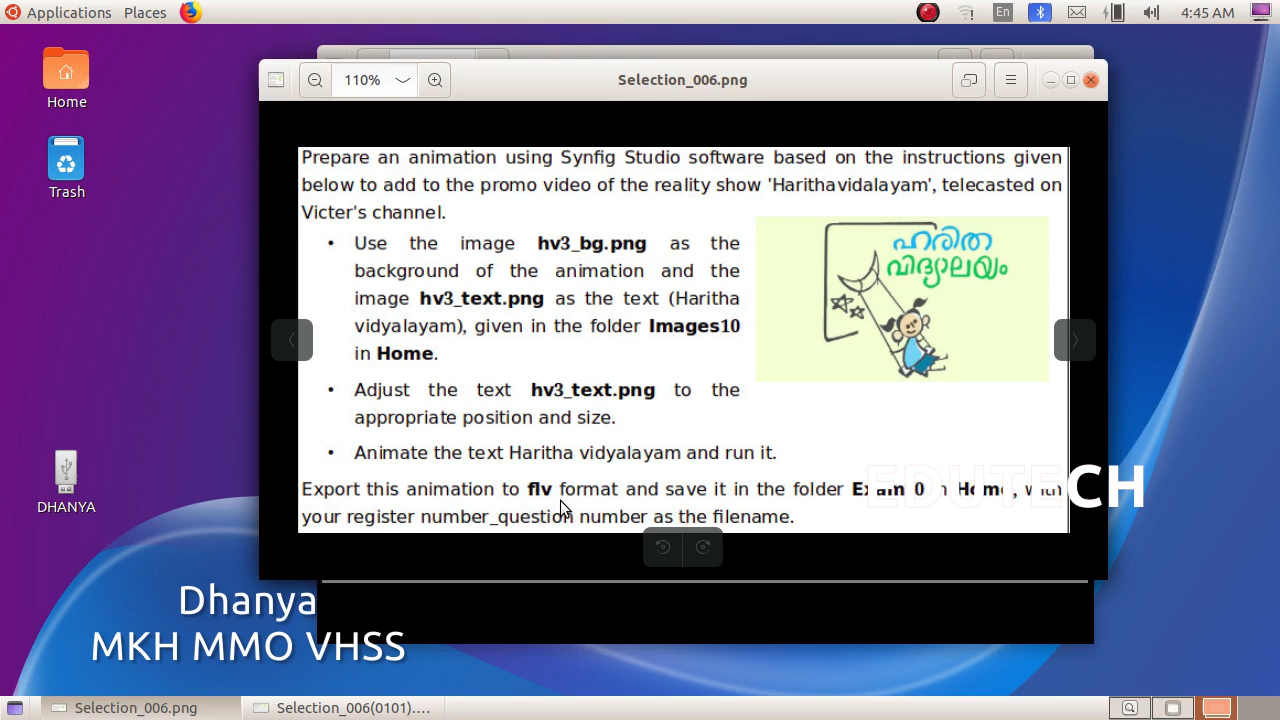 Applications Places En 4:45 AM
Home
Trash
DHANYA
110% Selection_006.png
Prepare an animation using Synfig Studio software based on the instructions given
below to add to the promo video of the reality show 'Harithavidalayam', telecasted on
Victer's channel.
• Use the image hv3_bg.png as the
background of the animation and the
image hv3_text.png as the text (Haritha
vidyalayam), given in the folder Images10
in Home.
• Adjust the text hv3_text.png to the
appropriate position and size.
• Animate the text Haritha vidyalayam and run it.
Export this animation to flv format and save it in the folder Exam10 in Home, with
your register number_question number as the filename.
ഹരിത
വിദ്യാലയം
EDUTECH
Dhanya
MKH MMO VHSS
Selection_006.png Selection_006(0101)....